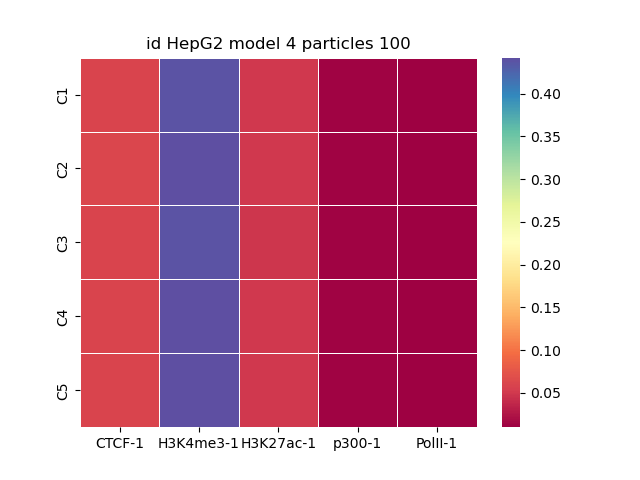 id HepG2 model 4 particles 100
C1
C2
C3
C4
C5
CTCF-1 H3K4me3-1 H3K27ac-1 p300-1 PolII-1
0.40
0.35
0.30
0.25
0.20
0.15
0.10
0.05